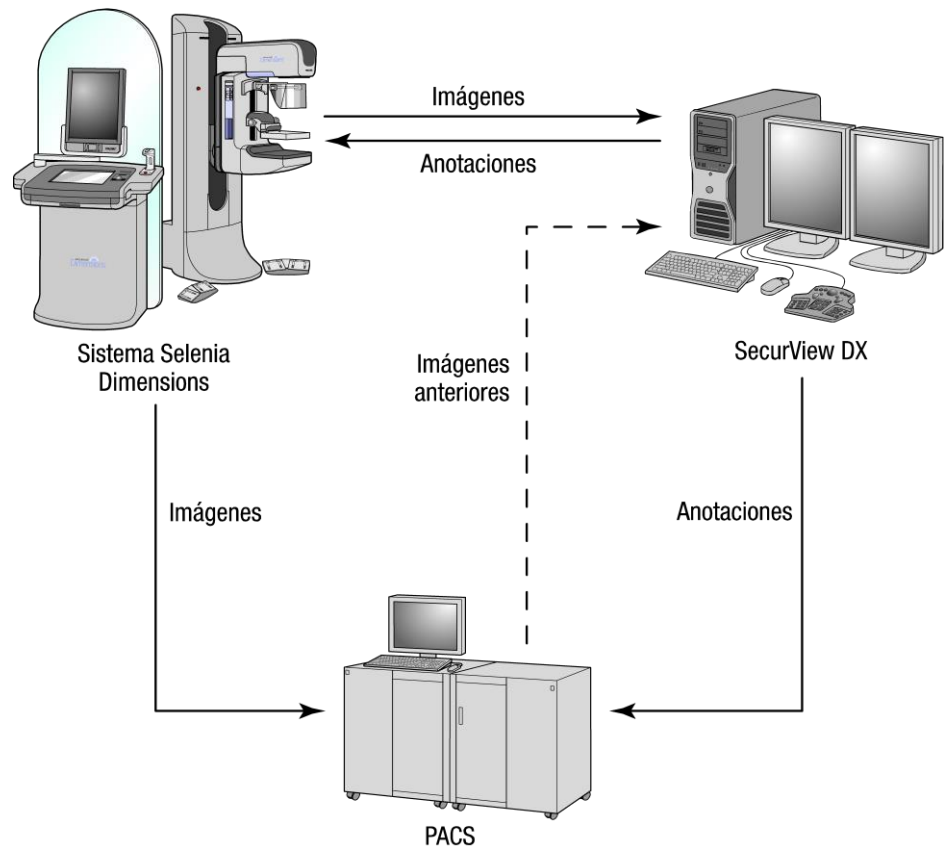 Imágenes
Anotaciones
Sistema Selenia
Dimensions
SecurView DX
Imágenes
anteriores
Imágenes
Anotaciones
PACS